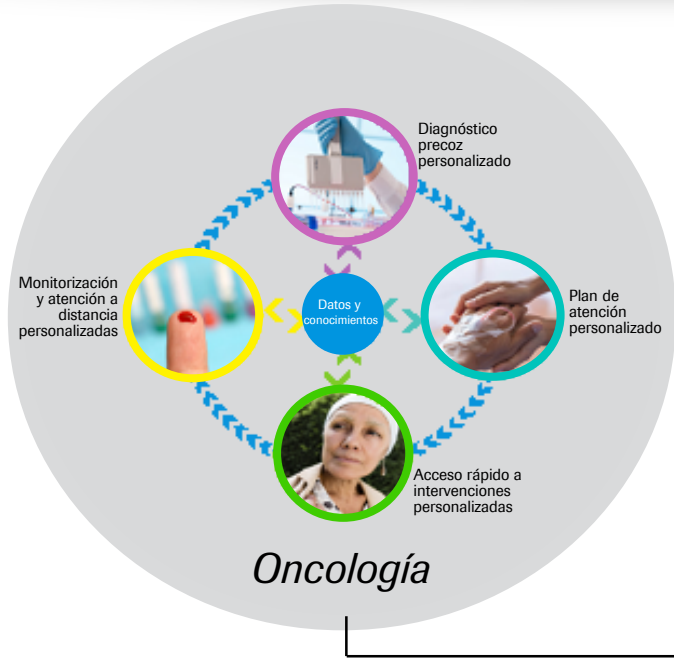 Diagnóstico
precoz
personalizado
Monitorización
y atención a
distancia
personalizadas
Datos y
conocimientos
Plan de
atención
personalizado
Acceso rápido a
intervenciones
personalizadas
Oncología